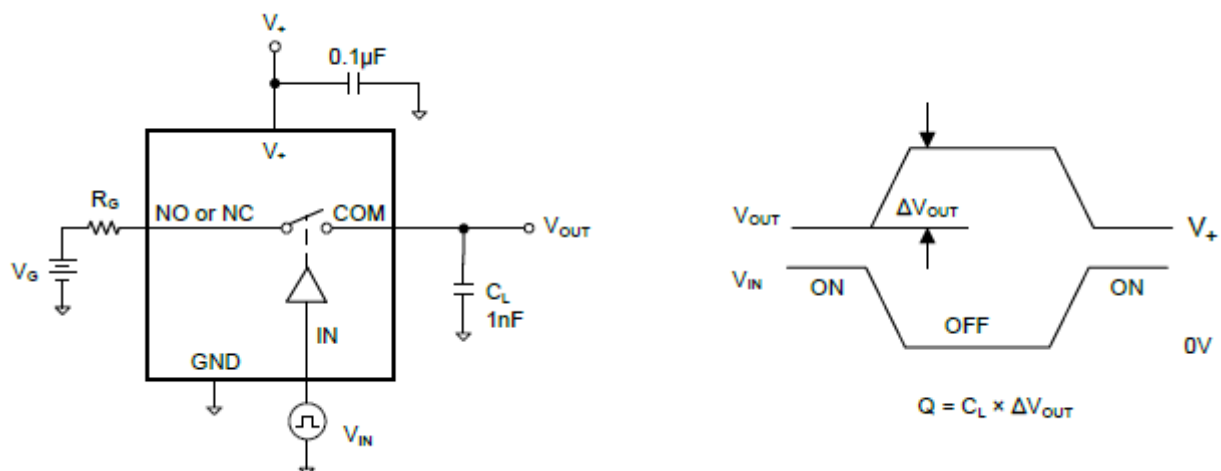 V+
0.1µF
V+
RG
NO or NC
COM
VOUT
VG
CL
1nF
IN
GND
VIN
VOUT
ΔVOUT
V+
VIN
ON
ON
OFF
0V
Q = CL × ΔVOUT